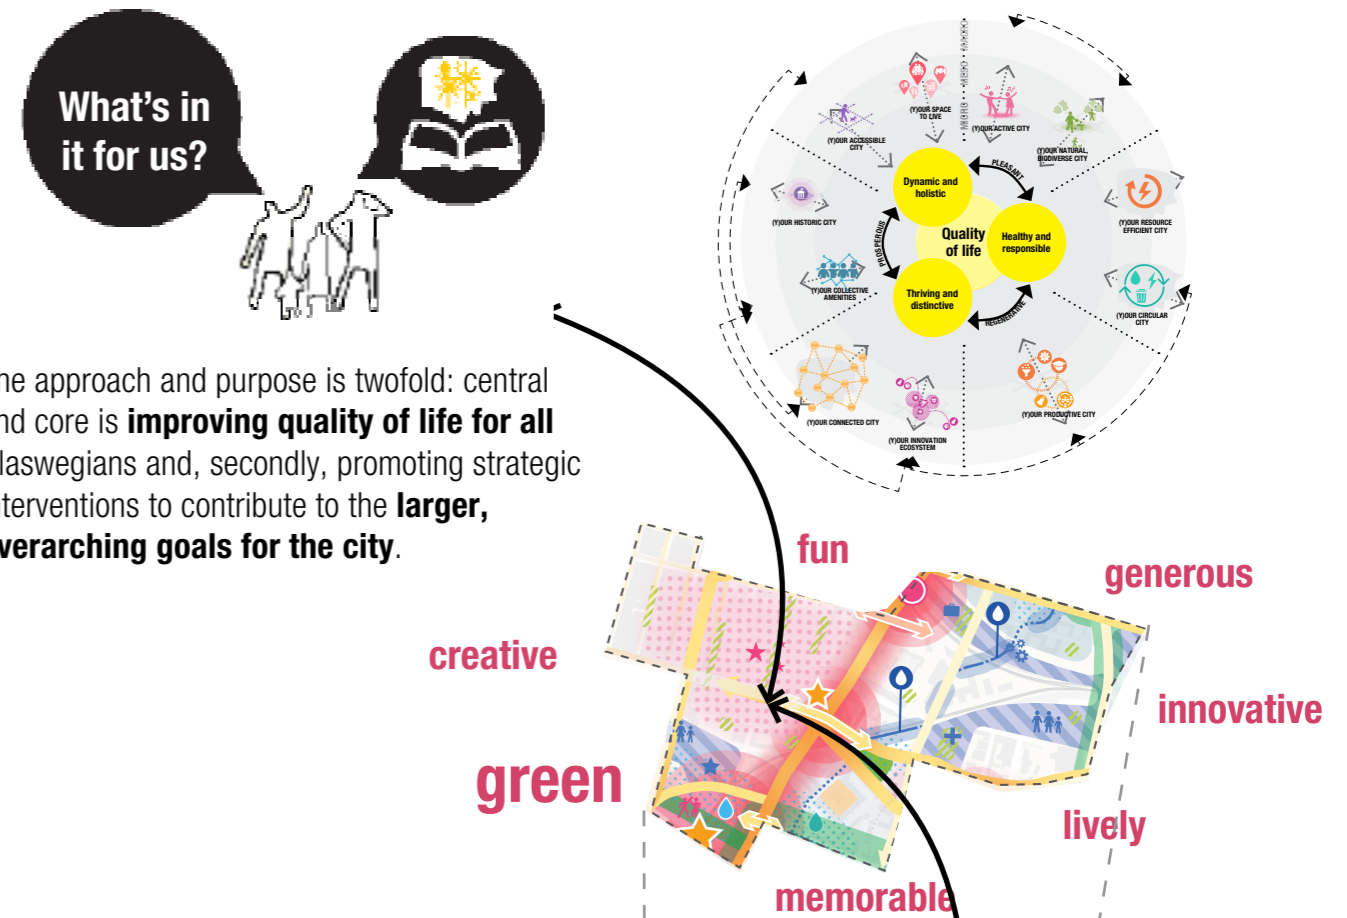 What's in
it for us?
he approach and purpose is twofold: central
nd core is improving quality of life for all
laswegians and, secondly, promoting strategic
nterventions to contribute to the larger,
verarching goals for the city.
MICRO MESO MACRO
(Y)OUR SPACE
TO LIVE
(Y)OUR ACTIVE CITY
(Y)OUR ACCESSIBLE
CITY
(Y)OUR NATURAL,
BIODIVERSE CITY
(Y)OUR HISTORIC CITY
(Y)OUR RESOURCE
EFFICIENT CITY
(Y)OUR COLLECTIVE
AMENITIES
(Y)OUR CIRCULAR
CITY
(Y)OUR CONNECTED CITY
(Y)OUR INNOVATION
ECOSYSTEM
(Y)OUR PRODUCTIVE CITY
Dynamic and
holistic
PLEASANT
Healthy and
responsible
Quality
of life
PROSPEROUS
Thriving and
distinctive
REGENERATIVE
fun
generous
creative
innovative
green
lively
memorable